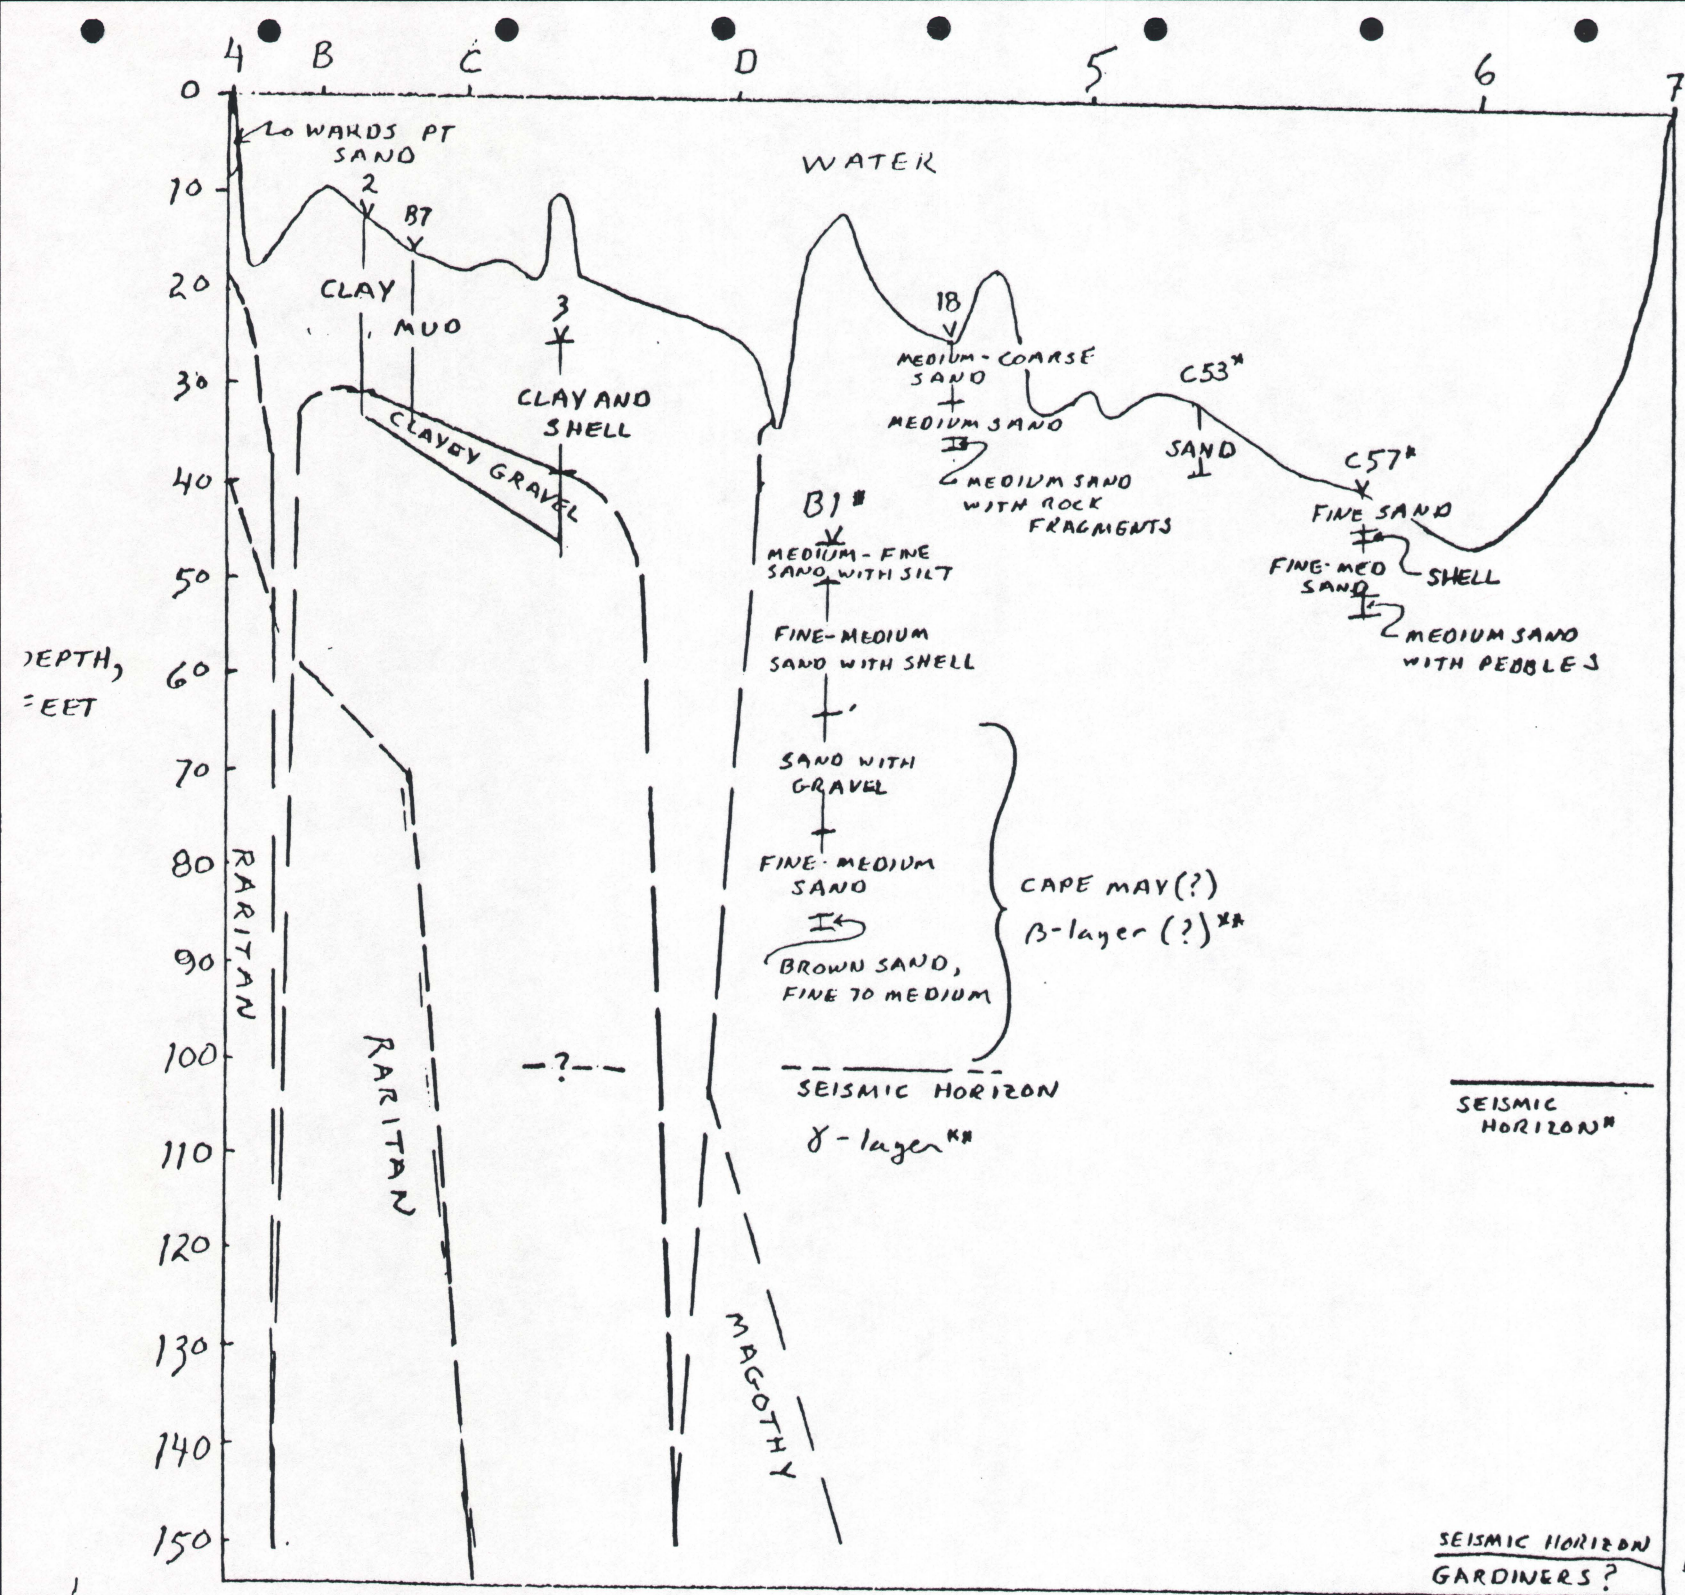 4 B C D 5 6 7
0
WARDS PT
SAND
WATER
10
2
B7
20
CLAY
MUD
3
18
MEDIUM-COARSE
SAND
C53*
30
CLAY AND
SHELL
CLAYEY GRAVEL
MEDIUM SAND
SAND
MEDIUM SAND
WITH ROCK
FRAGMENTS
40
C57*
FINE SAND
SHELL
FINE-MED
SAND
MEDIUM SAND
WITH PEBBLES
B1*
MEDIUM-FINE
SAND WITH SILT
50
FINE-MEDIUM
SAND WITH SHELL
EPTH,
EET
60
70
SAND WITH
GRAVEL
80
FINE-MEDIUM
SAND
RARITAN
CAPE MAY(?)
β-layer (?)**
90
BROWN SAND,
FINE TO MEDIUM
RARITAN
100
?
SEISMIC HORIZON
γ-layer**
SEISMIC
HORIZON*
110
120
130
MAGOTHY
140
150
SEISMIC HORIZON
GARDINERS?